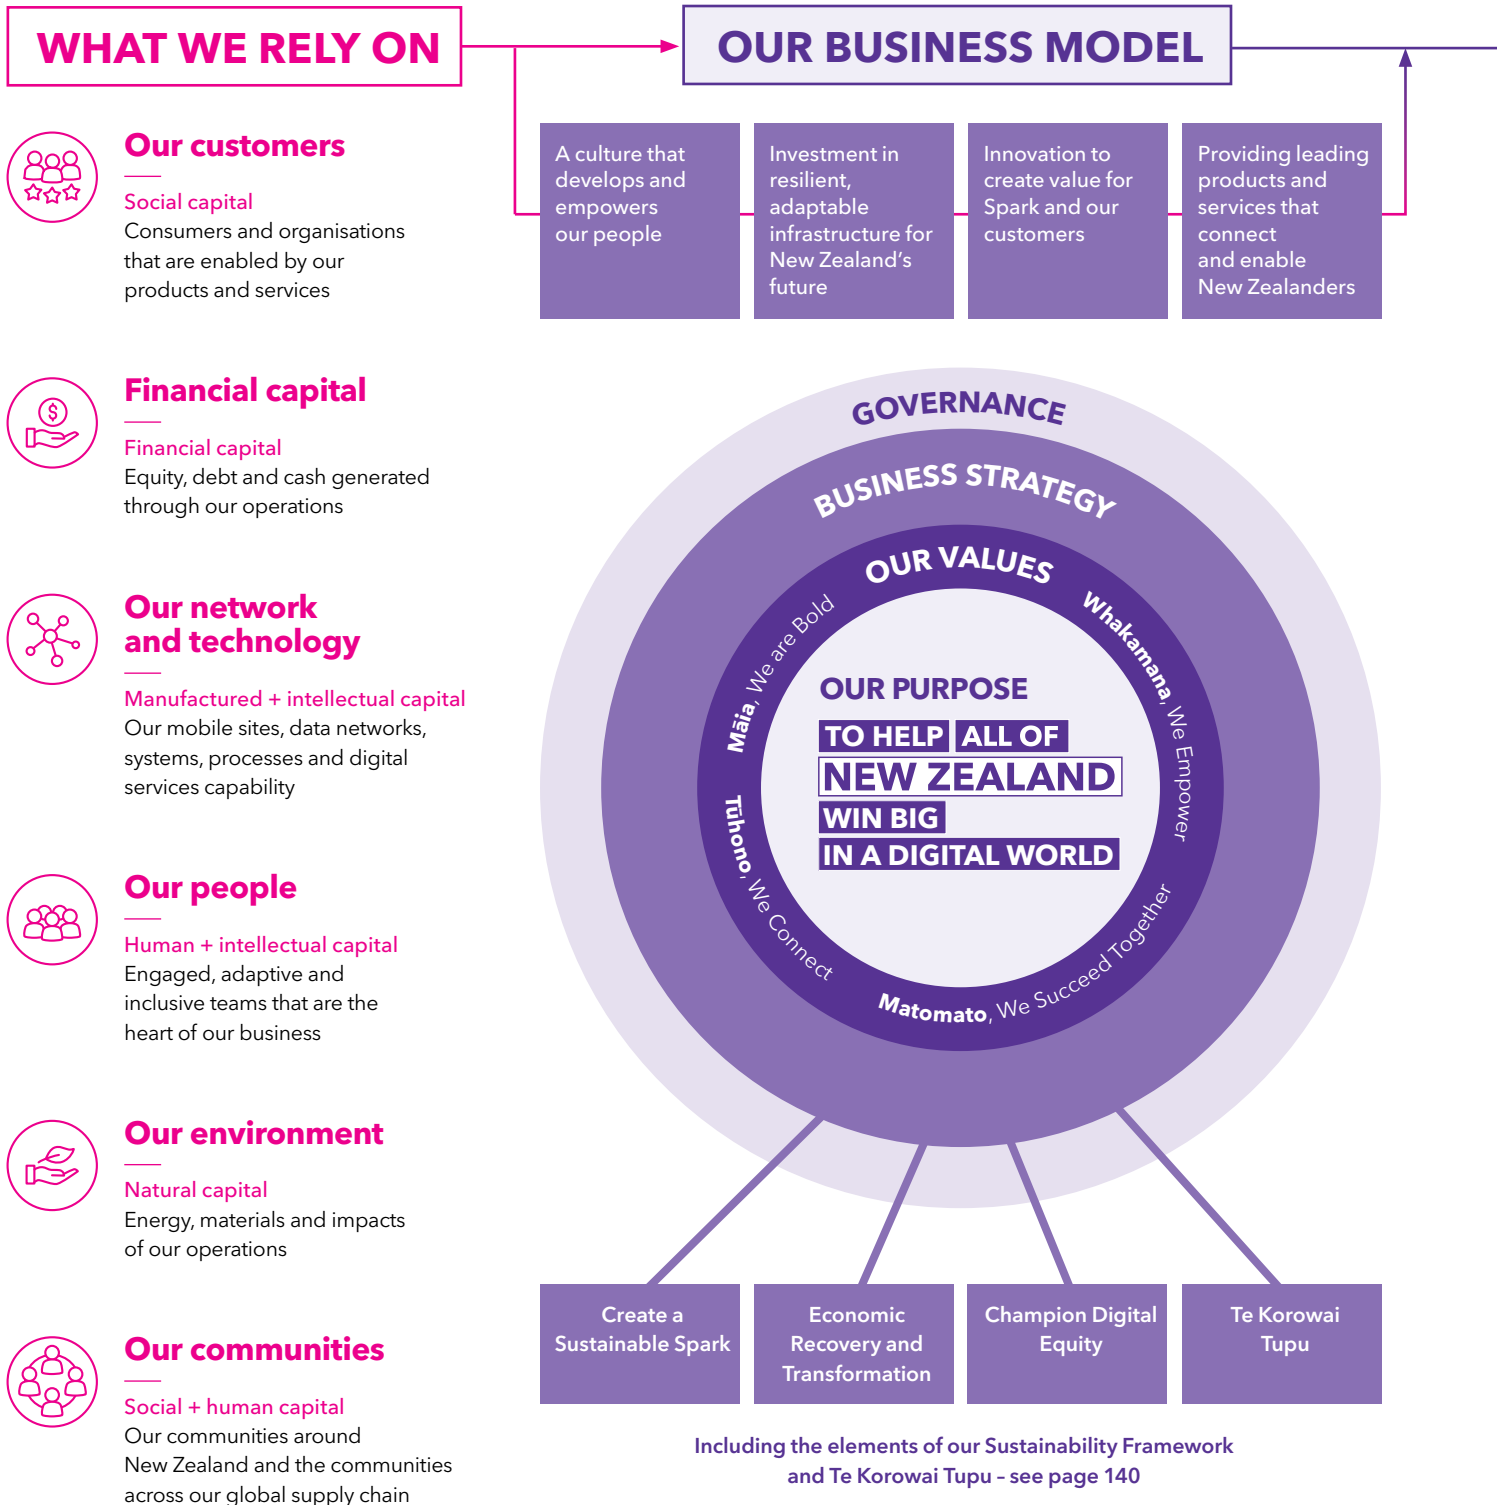 WHAT WE RELY ON
Our customers
Social capital
Consumers and organisations
that are enabled by our
products and services
Financial capital
Financial capital
Equity, debt and cash generated
through our operations
Our network
and technology
Manufactured + intellectual capital
Our mobile sites, data networks,
systems, processes and digital
services capability
Our people
Human + intellectual capital
Engaged, adaptive and
inclusive teams that are the
heart of our business
Our environment
Natural capital
Energy, materials and impacts
of our operations
Our communities
Social + human capital
Our communities around
New Zealand and the communities
across our global supply chain
OUR BUSINESS MODEL
A culture that
develops and
empowers
our people
Investment in
resilient,
adaptable
infrastructure for
New Zealand's
future
Innovation to
create value for
Spark and our
customers
Providing leading
products and
services that
connect
and enable
New Zealanders
GOVERNANCE
BUSINESS STRATEGY
OUR VALUES
Māia, We are Bold
Whakamana, We Empower
Tūhono, We Connect
Matomato, We Succeed Together
OUR PURPOSE
TO HELP ALL OF
NEW ZEALAND
WIN BIG
IN A DIGITAL WORLD
Create a
Sustainable Spark
Economic
Recovery and
Transformation
Champion Digital
Equity
Te Korowai
Tupu
Including the elements of our Sustainability Framework
and Te Korowai Tupu – see page 140